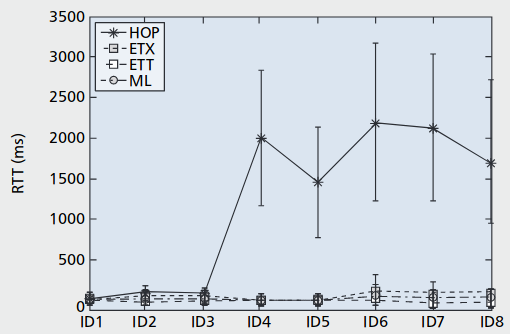 3500
3000
2500
2000
1500
1000
500
0
RTT (ms)
HOP
ETX
ETT
ML
ID1 ID2 ID3 ID4 ID5 ID6 ID7 ID8